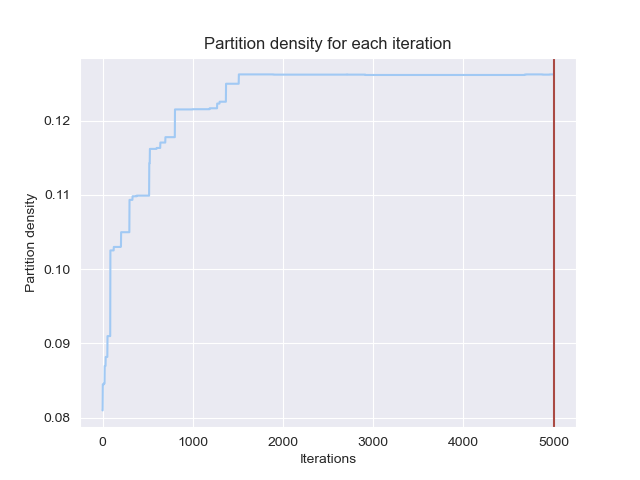 Partition density for each iteration
Partition density
0.12
0.11
0.10
0.09
0.08
0 1000 2000 3000 4000 5000
Iterations